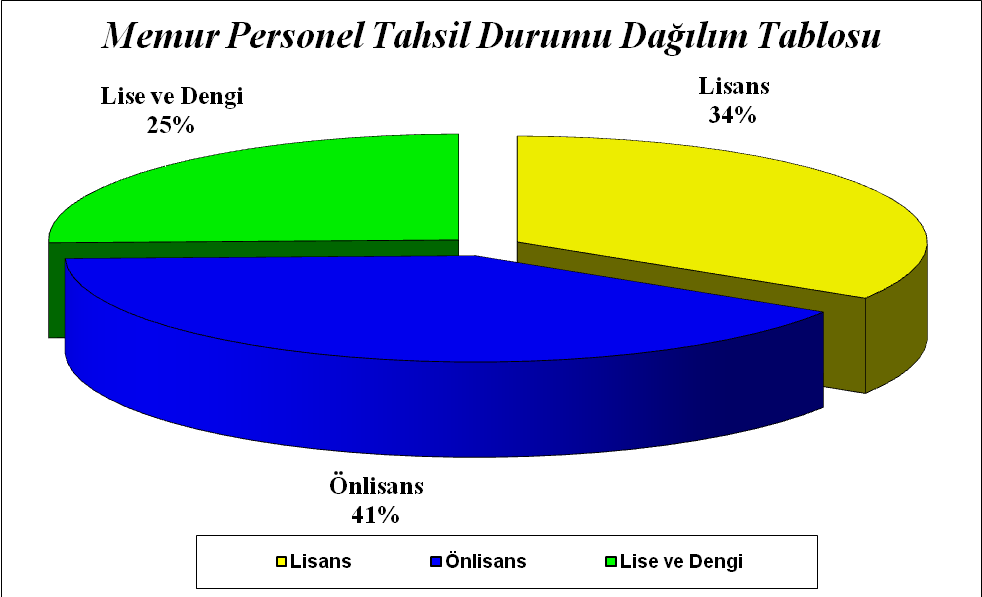 Memur Personel Tahsil Durumu Dağılım Tablosu
Lise ve Dengi
25%
Lisans
34%
Önlisans
41%
Lisans
Önlisans
Lise ve Dengi